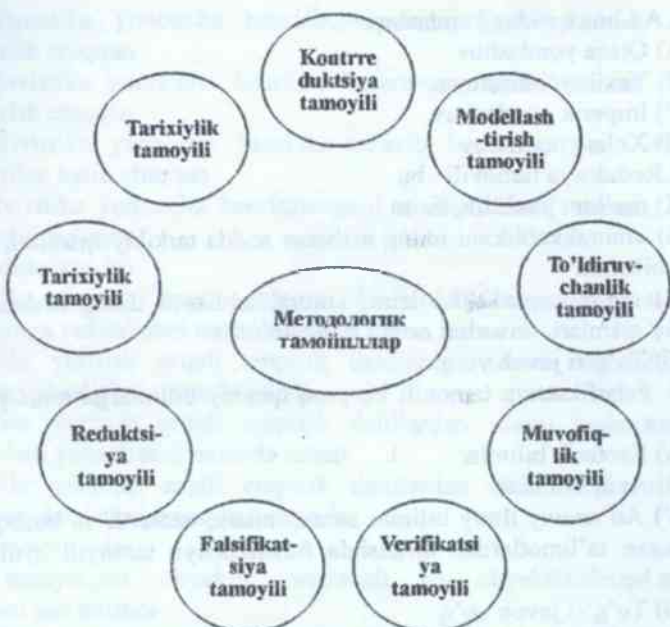 Kontrre
duktsiya
tamoyili
Modellash
-tirish
tamoyili
To'ldiruv-
chanlik
tamoyili
Muvofiq-
lik
tamoyili
Verifikatsi
ya
tamoyili
Falsifikat-
siya
tamoyili
Reduktsi-
ya
tamoyili
Tarixiylik
tamoyili
Tarixiylik
tamoyili
Методологик
тамойиллар